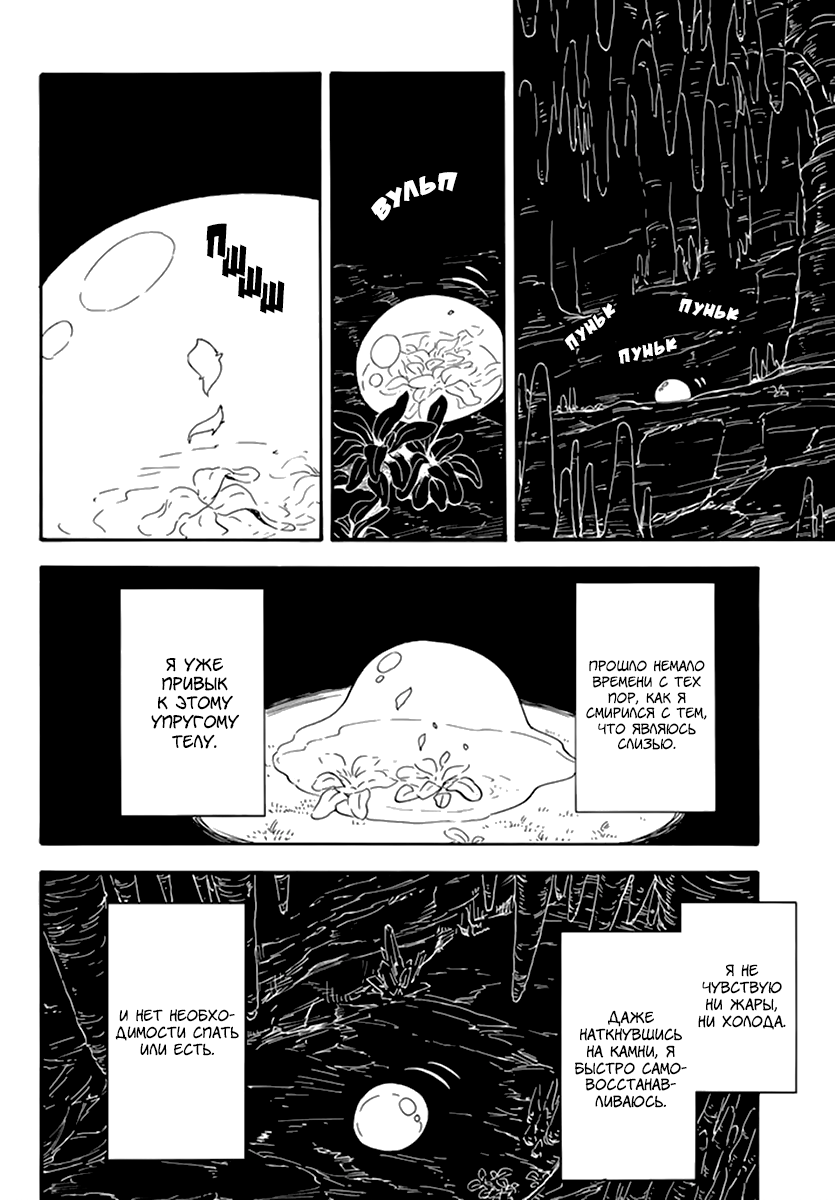 ПУНЬК
ПУНЬК
ПУНЬК
ВУЛЬП
ПШШШШ
ПРОШЛО НЕМАЛО
ВРЕМЕНИ С ТЕХ
ПОР, КАК Я
СМИРИЛСЯ С ТЕМ,
ЧТО ЯВЛЯЮСЬ
СЛИЗЬЮ.
Я УЖЕ
ПРИВЫК
К ЭТОМУ
УПРУГОМУ
ТЕЛУ.
Я НЕ
ЧУВСТВУЮ
НИ ЖАРЫ,
НИ ХОЛОДА.
ДАЖЕ
НАТКНУВШИСЬ
НА КАМНИ, Я
БЫСТРО САМО-
ВОССТАНАВ-
ЛИВАЮСЬ.
И НЕТ НЕОБХО-
ДИМОСТИ СПАТЬ
ИЛИ ЕСТЬ.